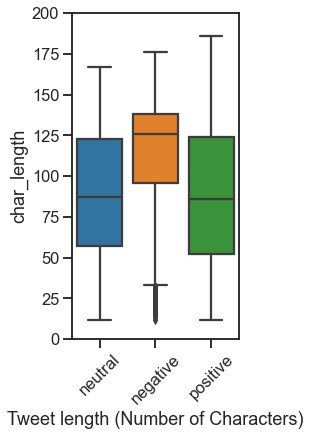 200
175
150
125
100
75
50
25
0
char_length
neutral
negative
positive
Tweet length (Number of Characters)